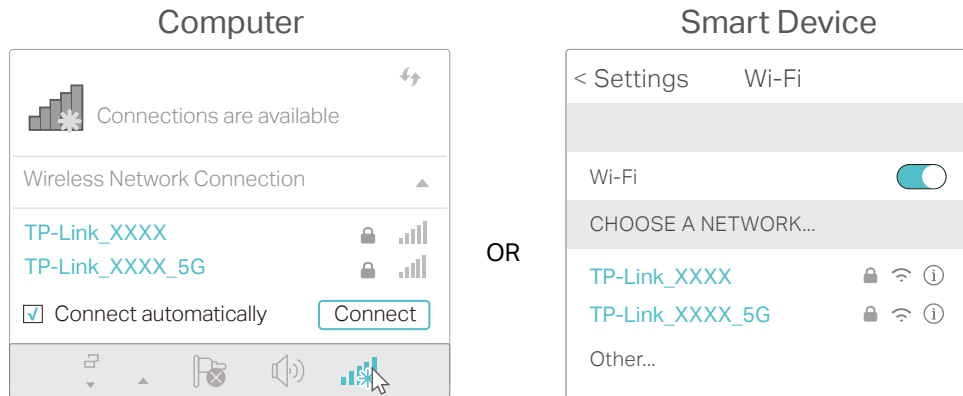 Computer
Connections are available
Wireless Network Connection
TP-Link_XXXX
TP-Link_XXXX_5G
Connect automatically
Connect
OR
Smart Device
< Settings Wi-Fi
Wi-Fi
CHOOSE A NETWORK...
TP-Link_XXXX
TP-Link_XXXX_5G
Other...